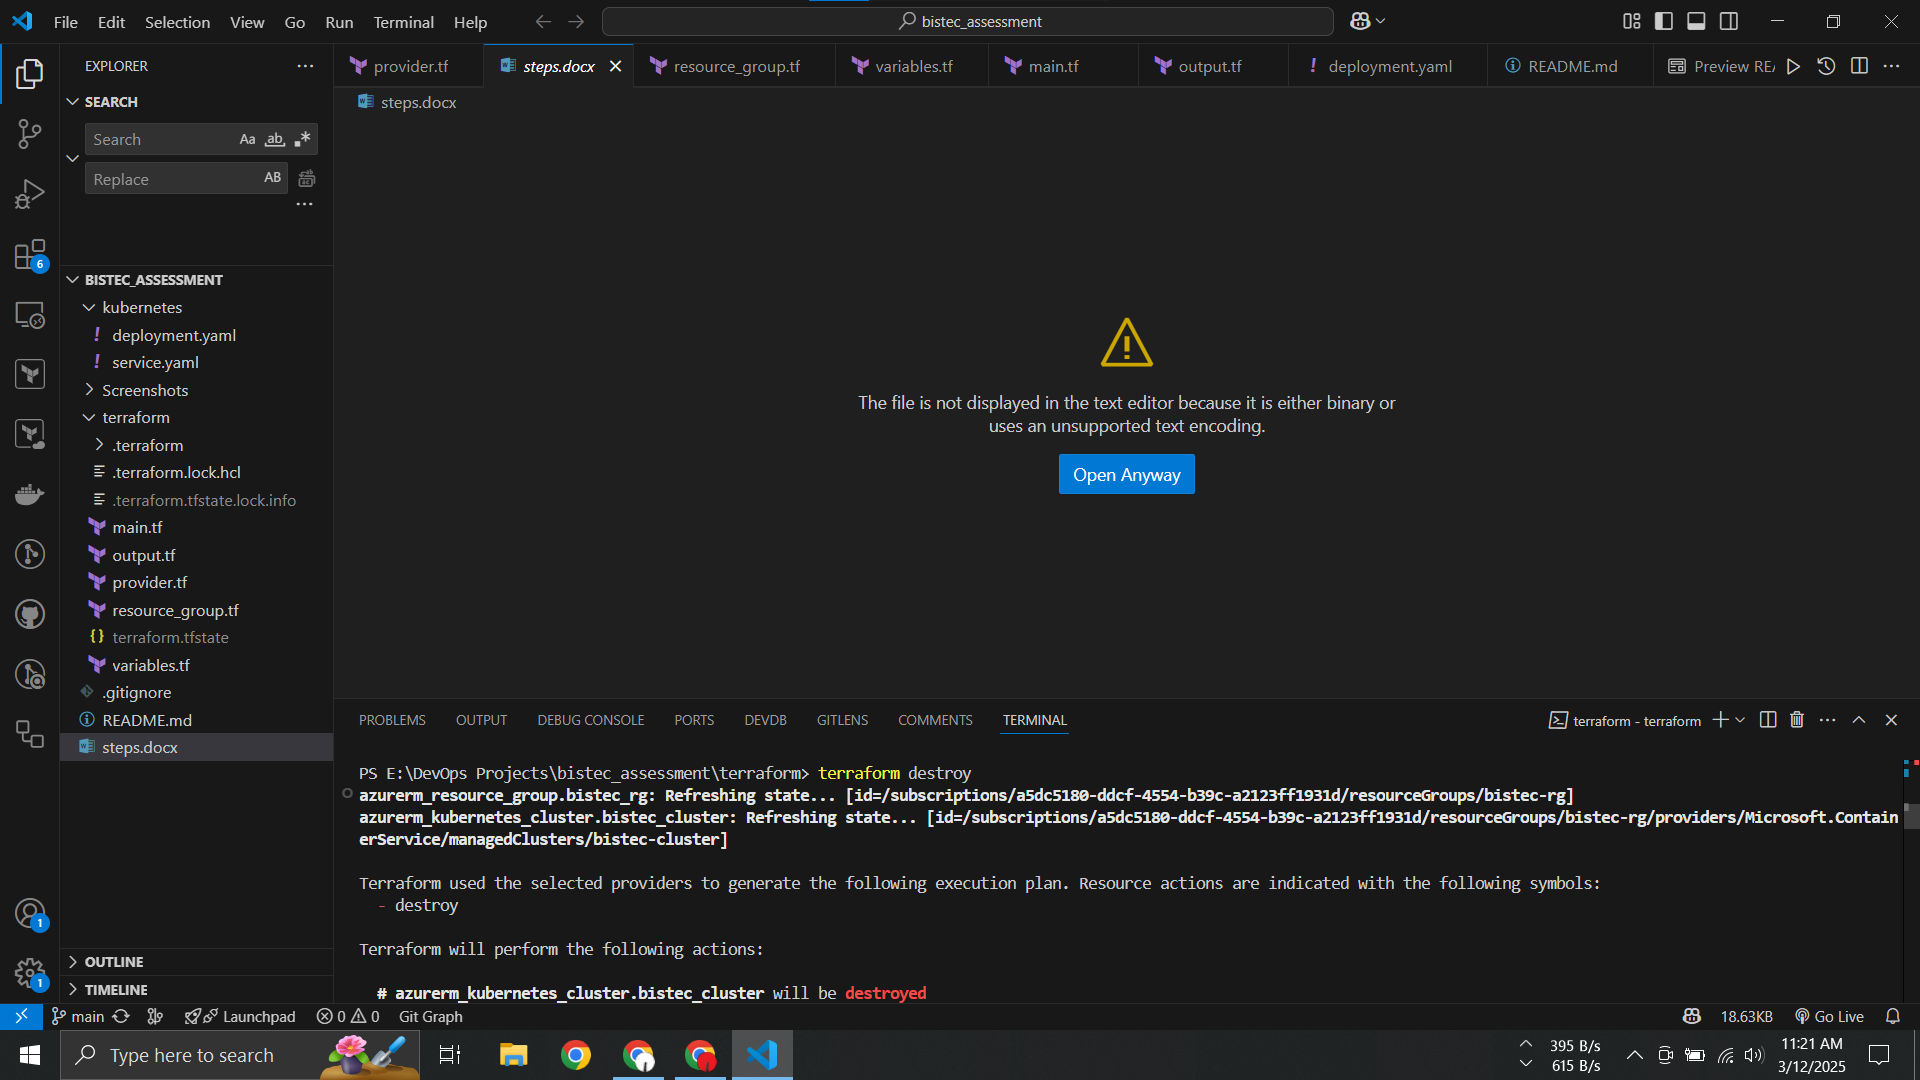 File Edit Selection View Go Run Terminal Help
bistec_assessment
EXPLORER
SEARCH
Search Aa ab
Replace AB
6
BISTEC_ASSESSMENT
kubernetes
! deployment.yaml
! service.yaml
Screenshots
terraform
.terraform
.terraform.lock.hcl
.terraform.tfstate.lock.info
main.tf
output.tf
provider.tf
resource_group.tf
{} terraform.tfstate
variables.tf
.gitignore
README.md
steps.docx
OUTLINE
TIMELINE
1
1
provider.tf steps.docx resource_group.tf variables.tf main.tf output.tf ! deployment.yaml README.md Preview RE
steps.docx
The file is not displayed in the text editor because it is either binary or
uses an unsupported text encoding.
Open Anyway
PROBLEMS OUTPUT DEBUG CONSOLE PORTS DEVDB GITLENS COMMENTS TERMINAL
terraform - terraform
PS E:\DevOps Projects\bistec_assessment\terraform> terraform destroy
azurerm_resource_group.bistec_rg: Refreshing state... [id=/subscriptions/a5dc5180-ddcf-4554-b39c-a2123ff1931d/resourceGroups/bistec-rg]
azurerm_kubernetes_cluster.bistec_cluster: Refreshing state... [id=/subscriptions/a5dc5180-ddcf-4554-b39c-a2123ff1931d/resourceGroups/bistec-rg/providers/Microsoft.Contain
erService/managedClusters/bistec-cluster]
Terraform used the selected providers to generate the following execution plan. Resource actions are indicated with the following symbols:
- destroy
Terraform will perform the following actions:
# azurerm_kubernetes_cluster.bistec_cluster will be destroyed
main Launchpad 0 0 Git Graph
18.63KB Go Live
Type here to search
395 B/s
615 B/s
11:21 AM
3/12/2025